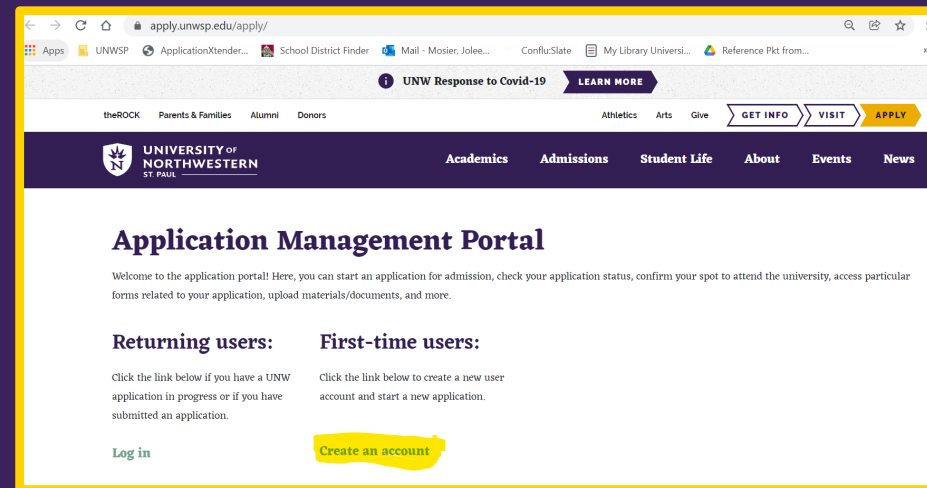 apply.unwsp.edu/apply/
Apps UNWSP ApplicationXtender... School District Finder Mail - Mosier, Jolee... Conflu:Slate My Library Universi... Reference Pkt from...
UNW Response to Covid-19 LEARN MORE
theROCK Parents & Families Alumni Donors Athletics Arts Give GET INFO VISIT APPLY
UNIVERSITY OF
NORTHWESTERN
ST. PAUL
Academics Admissions Student Life About Events News
Application Management Portal
Welcome to the application portal! Here, you can start an application for admission, check your application status, confirm your spot to attend the university, access particular
forms related to your application, upload materials/documents, and more.
Returning users:
Click the link below if you have a UNW
application in progress or if you have
submitted an application.
Log in
First-time users:
Click the link below to create a new user
account and start a new application.
Create an account